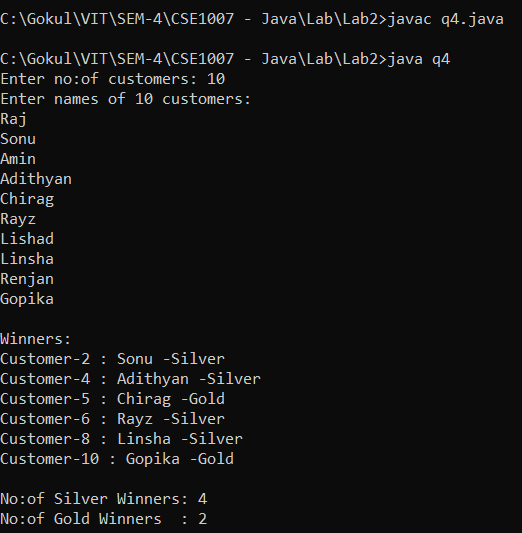 C:\Gokul\VIT\SEM-4\CSE1007 - Java\Lab\Lab2>javac q4.java
C:\Gokul\VIT\SEM-4\CSE1007 - Java\Lab\Lab2>java q4
Enter no:of customers: 10
Enter names of 10 customers:
Raj
Sonu
Amin
Adithyan
Chirag
Rayz
Lishad
Linsha
Renjan
Gopika
Winners:
Customer-2 : Sonu -Silver
Customer-4 : Adithyan -Silver
Customer-5 : Chirag -Gold
Customer-6 : Rayz -Silver
Customer-8 : Linsha -Silver
Customer-10 : Gopika -Gold
No:of Silver Winners: 4
No:of Gold Winners  : 2